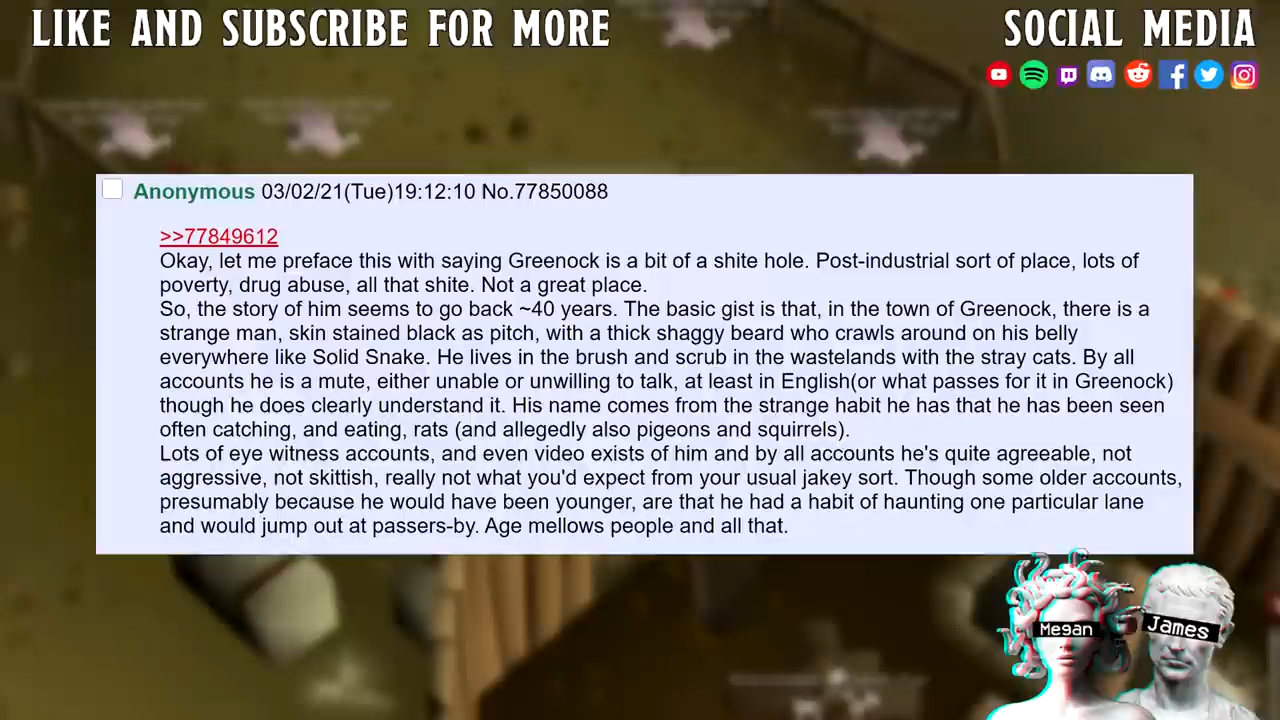 LIKE AND SUBSCRIBE FOR MORE
SOCIAL MEDIA
Anonymous 03/02/21(Tue)19:12:10 No.77850088
>>77849612
Okay, let me preface this with saying Greenock is a bit of a shite hole. Post-industrial sort of place, lots of
poverty, drug abuse, all that shite. Not a great place.
So, the story of him seems to go back ~40 years. The basic gist is that, in the town of Greenock, there is a
strange man, skin stained black as pitch, with a thick shaggy beard who crawls around on his belly
everywhere like Solid Snake. He lives in the brush and scrub in the wastelands with the stray cats. By all
accounts he is a mute, either unable or unwilling to talk, at least in English(or what passes for it in Greenock)
though he does clearly understand it. His name comes from the strange habit he has that he has been seen
often catching, and eating, rats (and allegedly also pigeons and squirrels).
Lots of eye witness accounts, and even video exists of him and by all accounts he's quite agreeable, not
aggressive, not skittish, really not what you'd expect from your usual jakey sort. Though some older accounts,
presumably because he would have been younger, are that he had a habit of haunting one particular lane
and would jump out at passers-by. Age mellows people and all that.
Megan
James